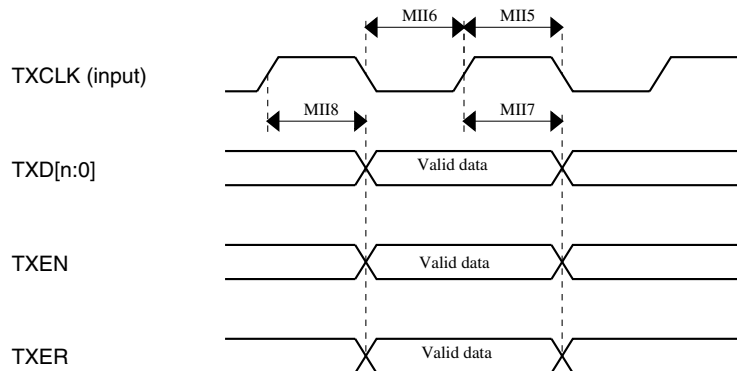 MII6
MII5
TXCLK (input)
MII8
MII7
TXD[n:0]
Valid data
TXEN
Valid data
TXER
Valid data